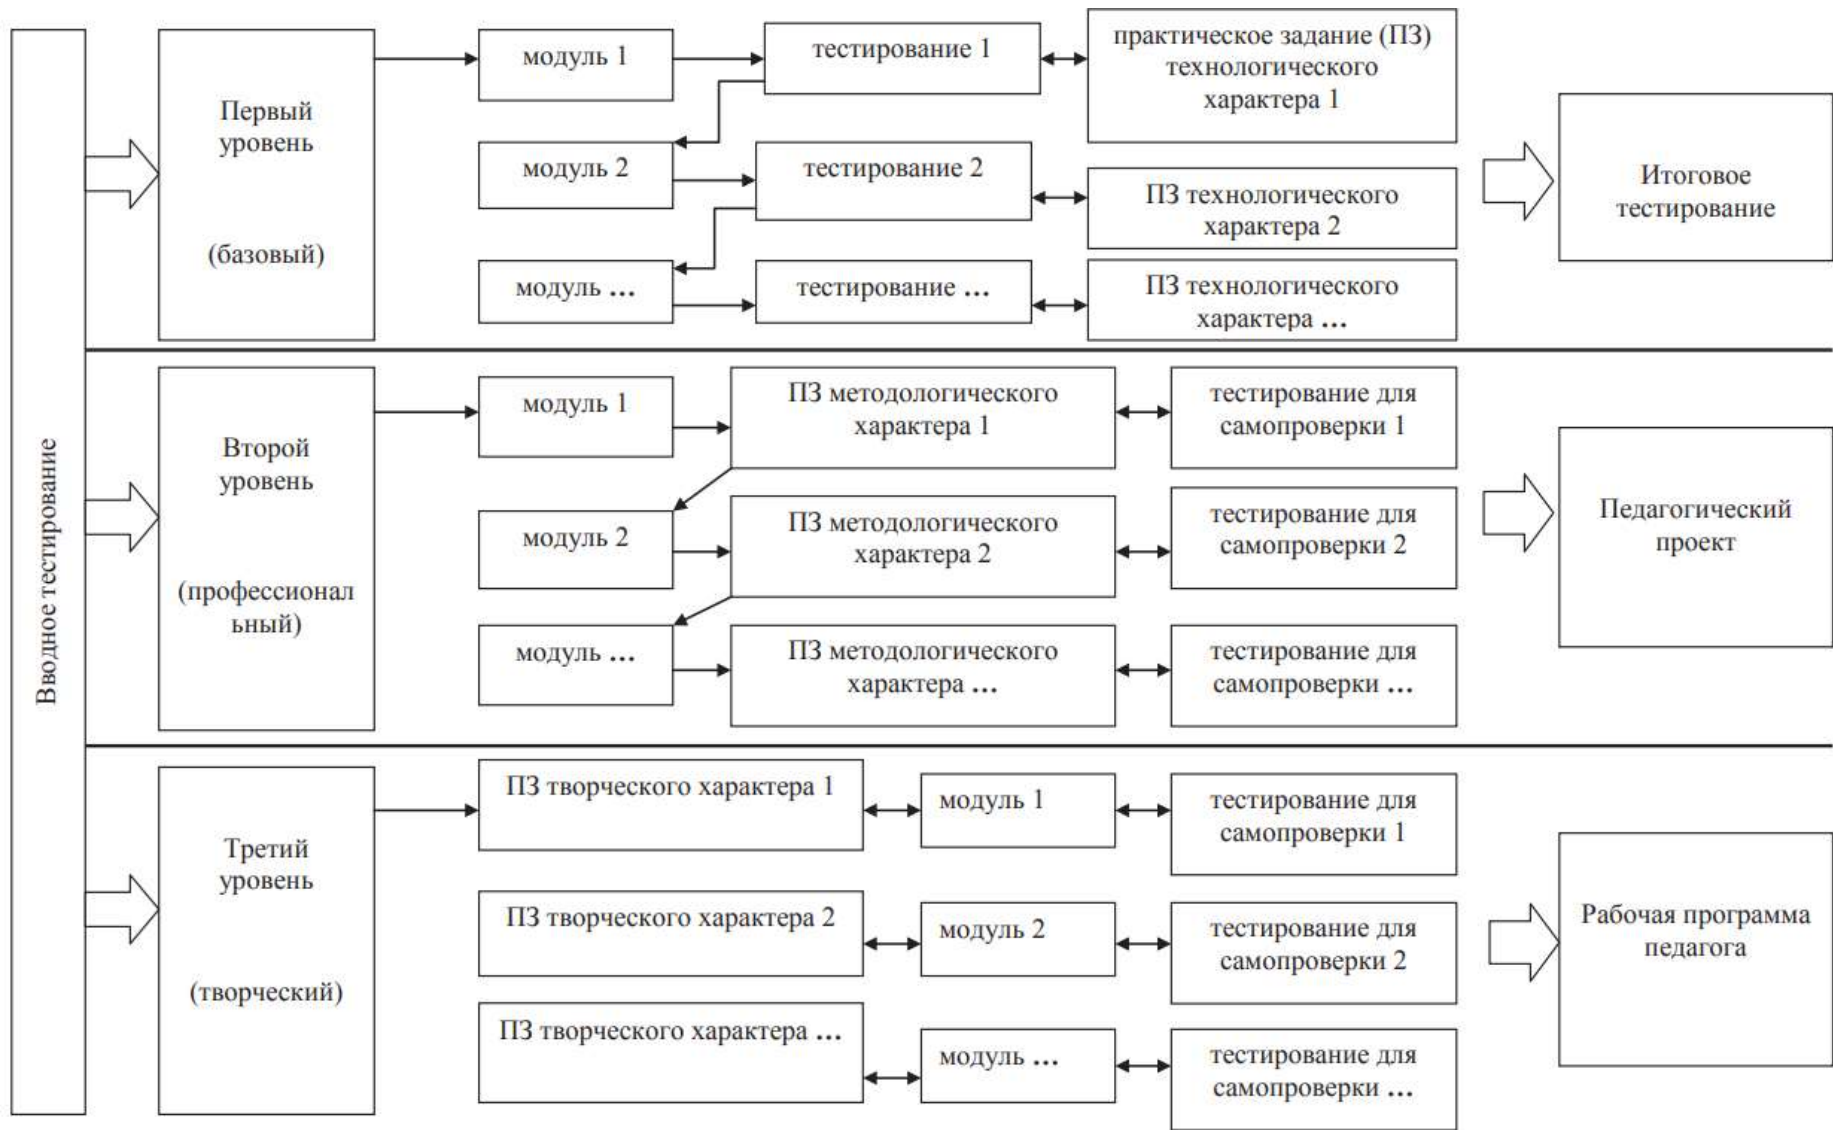 Вводное тестирование
Первый
уровень
(базовый)
модуль 1
тестирование 1
практическое задание (ПЗ)
технологического
характера 1
модуль 2
тестирование 2
ПЗ технологического
характера 2
модуль ...
тестирование ...
ПЗ технологического
характера ...
Итоговое
тестирование
Второй
уровень
(профессионал
ьный)
модуль 1
ПЗ методологического
характера 1
тестирование для
самопроверки 1
модуль 2
ПЗ методологического
характера 2
тестирование для
самопроверки 2
модуль ...
ПЗ методологического
характера ...
тестирование для
самопроверки ...
Педагогический
проект
Третий
уровень
(творческий)
ПЗ творческого характера 1
модуль 1
тестирование для
самопроверки 1
ПЗ творческого характера 2
модуль 2
тестирование для
самопроверки 2
ПЗ творческого характера ...
модуль ...
тестирование для
самопроверки ...
Рабочая программа
педагога